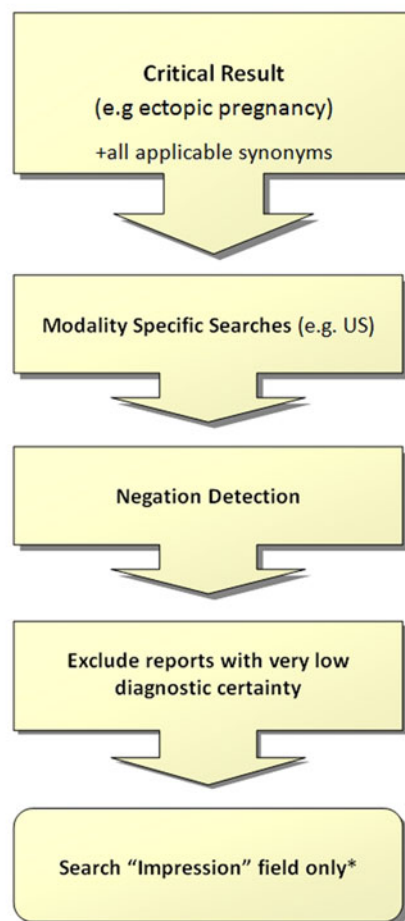 Critical Result
(e.g ectopic pregnancy)
+all applicable synonyms
Modality Specific Searches (e.g. US)
Negation Detection
Exclude reports with very low
diagnostic certainty
Search “Impression” field only*